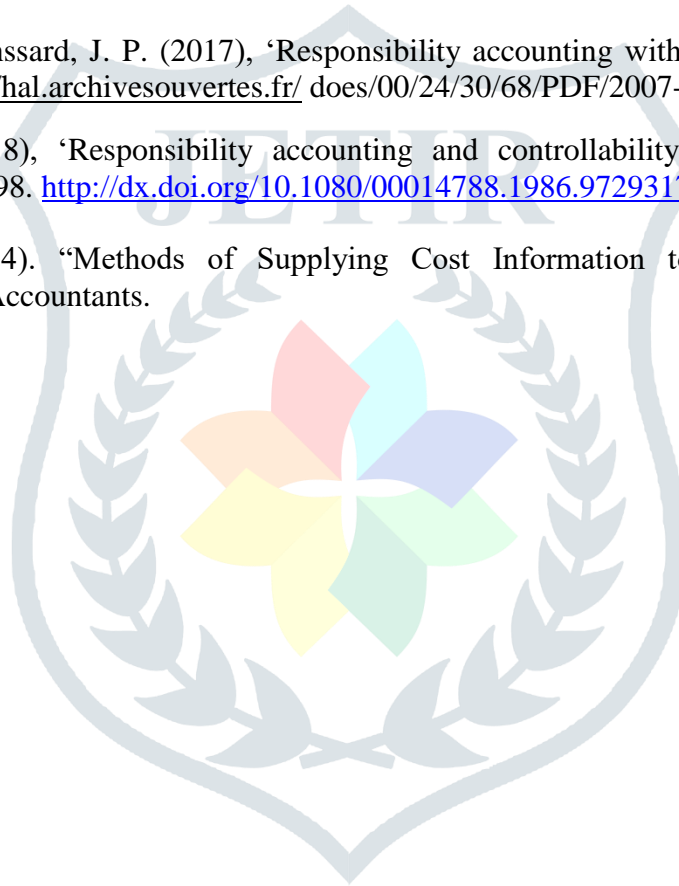 nssard, J. P. (2017), ‘Responsibility accounting with
hal.archivesouvertes.fr/ does/00/24/30/68/PDF/2007-
8), ‘Responsibility accounting and controllability
98. http://dx.doi.org/10.1080/00014788.1986.9729317
4). “Methods of Supplying Cost Information to
Accountants.
JETIR